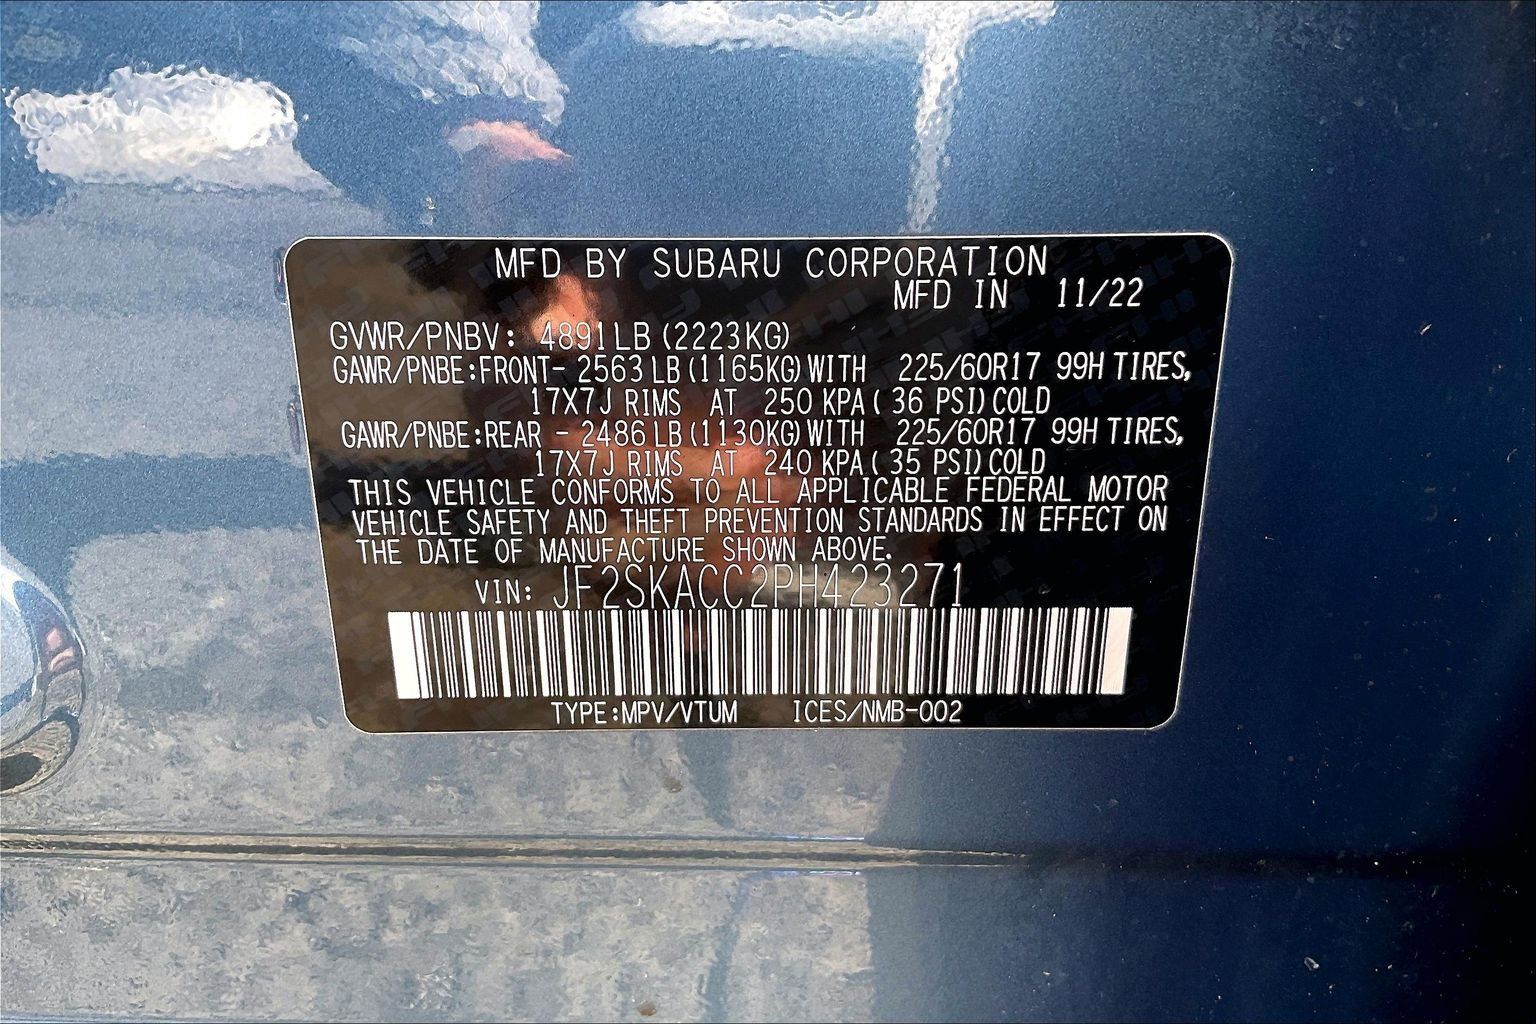 MFD BY SUBARU CORPORATION
MFD IN 11/22
GVWR/PNBV: 4891LB (2223KG)
GAWR/PNBE:FRONT- 2563 LB (1165KG) WITH 225/60R17 99H TIRES,
17X7J RIMS AT 250 KPA ( 36 PSI) COLD
GAWR/PNBE:REAR - 2486 LB (1130KG) WITH 225/60R17 99H TIRES,
17X7J RIMS AT 240 KPA ( 35 PSI) COLD
THIS VEHICLE CONFORMS TO ALL APPLICABLE FEDERAL MOTOR
VEHICLE SAFETY AND THEFT PREVENTION STANDARDS IN EFFECT ON
THE DATE OF MANUFACTURE SHOWN ABOVE.
VIN: JF2SKACC2PH423271
TYPE:MPV/VTUM ICES/NMB-002